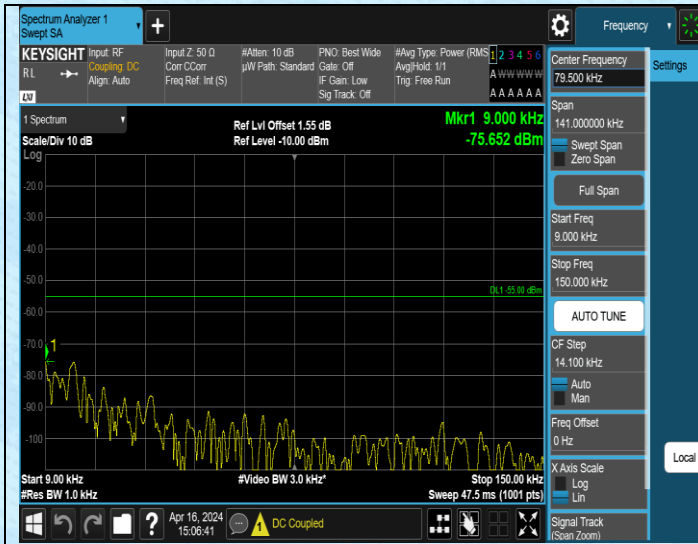 Spectrum Analyzer 1
Swept SA
+
Frequency
KEYSIGHT
RL
LXI
Input: RF
Coupling: DC
Align: Auto
Input Z: 50 Ω
Corr CCorr
Freq Ref: Int (S)
#Atten: 10 dB
µW Path: Standard
PNO: Best Wide
Gate: Off
IF Gain: Low
Sig Track: Off
#Avg Type: Power (RMS
Avg|Hold: 1/1
Trig: Free Run
1 2 3 4 5 6
A W W W W W
A A A A A A
1 Spectrum
Scale/Div 10 dB
Log
Ref Lvl Offset 1.55 dB
Ref Level -10.00 dBm
Mkr1 9.000 kHz
-75.652 dBm
-20.0
-30.0
-40.0
-50.0
DL1 -55.00 dBm
-60.0
-70.0
1
-80.0
-90.0
-100
Start 9.00 kHz
#Res BW 1.0 kHz
#Video BW 3.0 kHz*
Stop 150.00 kHz
Sweep 47.5 ms (1001 pts)
?
Apr 16, 2024
15:06:41
DC Coupled
Center Frequency
79.500 kHz
Settings
Span
141.000000 kHz
Swept Span
Zero Span
Full Span
Start Freq
9.000 kHz
Stop Freq
150.000 kHz
AUTO TUNE
CF Step
14.100 kHz
Auto
Man
Freq Offset
0 Hz
Local
X Axis Scale
Log
Lin
Signal Track
(Span Zoom)